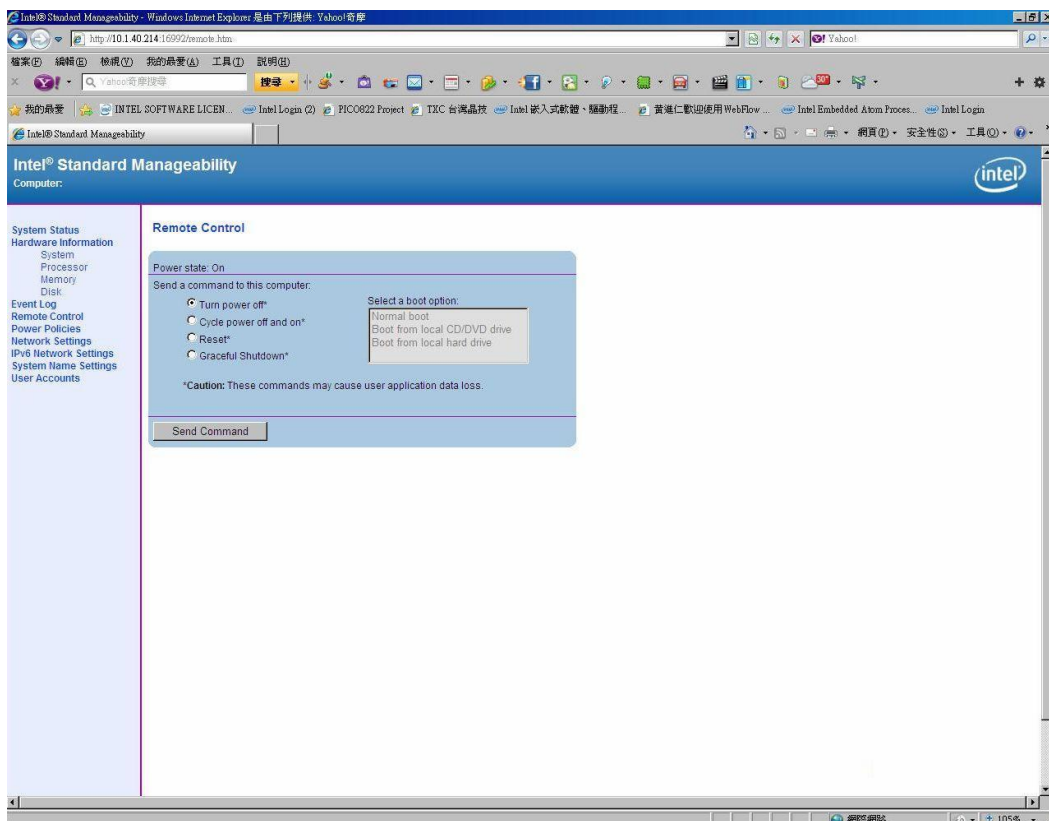 Intel® Standard Manageability - Windows Internet Explorer 是由下列提供: Yahoo!奇摩
http://10.1.40.214:16992/remote.htm
Yahoo!
檔案(F) 編輯(E) 檢視(V) 我的最愛(A) 工具(T) 說明(H)
Yahoo!奇摩搜尋 搜尋
我的最愛 INTEL SOFTWARE LICEN... Intel Login (2) PICO822 Project TXC 台灣晶技 Intel 嵌入式軟體、驅動程... 黃進仁歡迎使用 WebFlow ... Intel Embedded Atom Proces... Intel Login
Intel® Standard Manageability 網頁(P) 安全性(S) 工具(O)
Intel® Standard Manageability
Computer:
intel
System Status
Hardware Information
System
Processor
Memory
Disk
Event Log
Remote Control
Power Policies
Network Settings
IPv6 Network Settings
System Name Settings
User Accounts
Remote Control
Power state: On
Send a command to this computer:
Turn power off*
Cycle power off and on*
Reset*
Graceful Shutdown*
Select a boot option:
Normal boot
Boot from local CD/DVD drive
Boot from local hard drive
*Caution: These commands may cause user application data loss.
Send Command
網際網路 105%